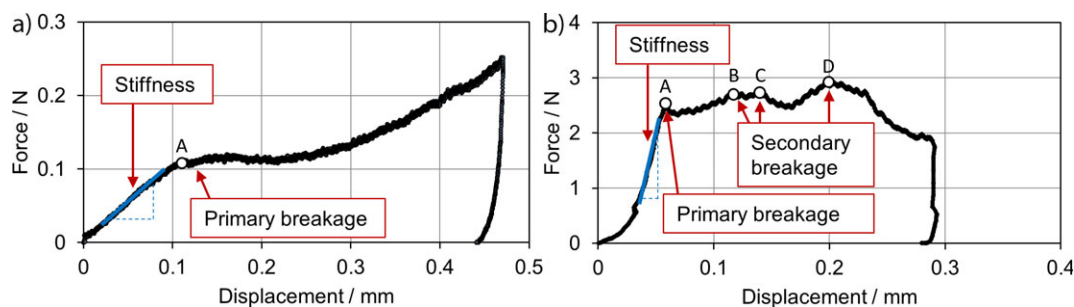 a)
0.3
0.2
0.1
0
Force / N
Stiffness
A
Primary breakage
0 0.1 0.2 0.3 0.4 0.5
Displacement / mm
b)
4
3
2
1
0
Force / N
Stiffness
A
B
C
D
Secondary
breakage
Primary breakage
0 0.1 0.2 0.3 0.4
Displacement / mm